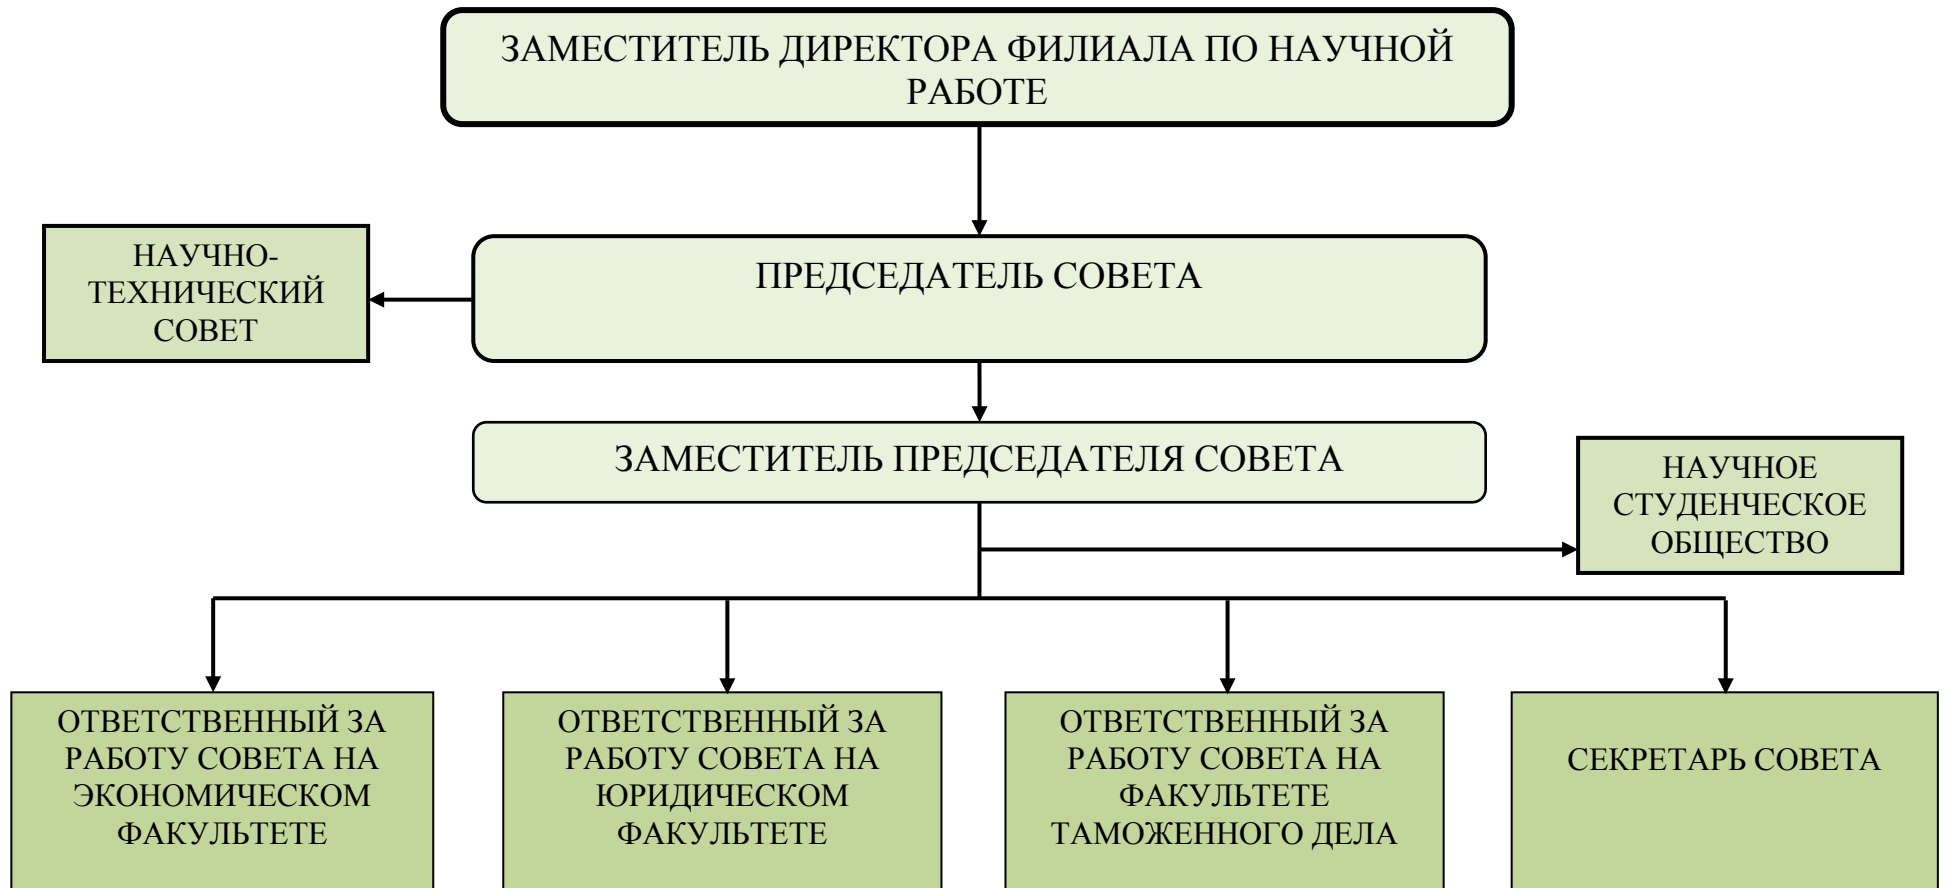 ЗАМЕСТИТЕЛЬ ДИРЕКТОРА ФИЛИАЛА ПО НАУЧНОЙ
РАБОТЕ
НАУЧНО-
ТЕХНИЧЕСКИЙ
СОВЕТ
ПРЕДСЕДАТЕЛЬ СОВЕТА
ЗАМЕСТИТЕЛЬ ПРЕДСЕДАТЕЛЯ СОВЕТА
НАУЧНОЕ
СТУДЕНЧЕСКОЕ
ОБЩЕСТВО
ОТВЕТСТВЕННЫЙ ЗА
РАБОТУ СОВЕТА НА
ЭКОНОМИЧЕСКОМ
ФАКУЛЬТЕТЕ
ОТВЕТСТВЕННЫЙ ЗА
РАБОТУ СОВЕТА НА
ЮРИДИЧЕСКОМ
ФАКУЛЬТЕТЕ
ОТВЕТСТВЕННЫЙ ЗА
РАБОТУ СОВЕТА НА
ФАКУЛЬТЕТЕ
ТАМОЖЕННОГО ДЕЛА
СЕКРЕТАРЬ СОВЕТА